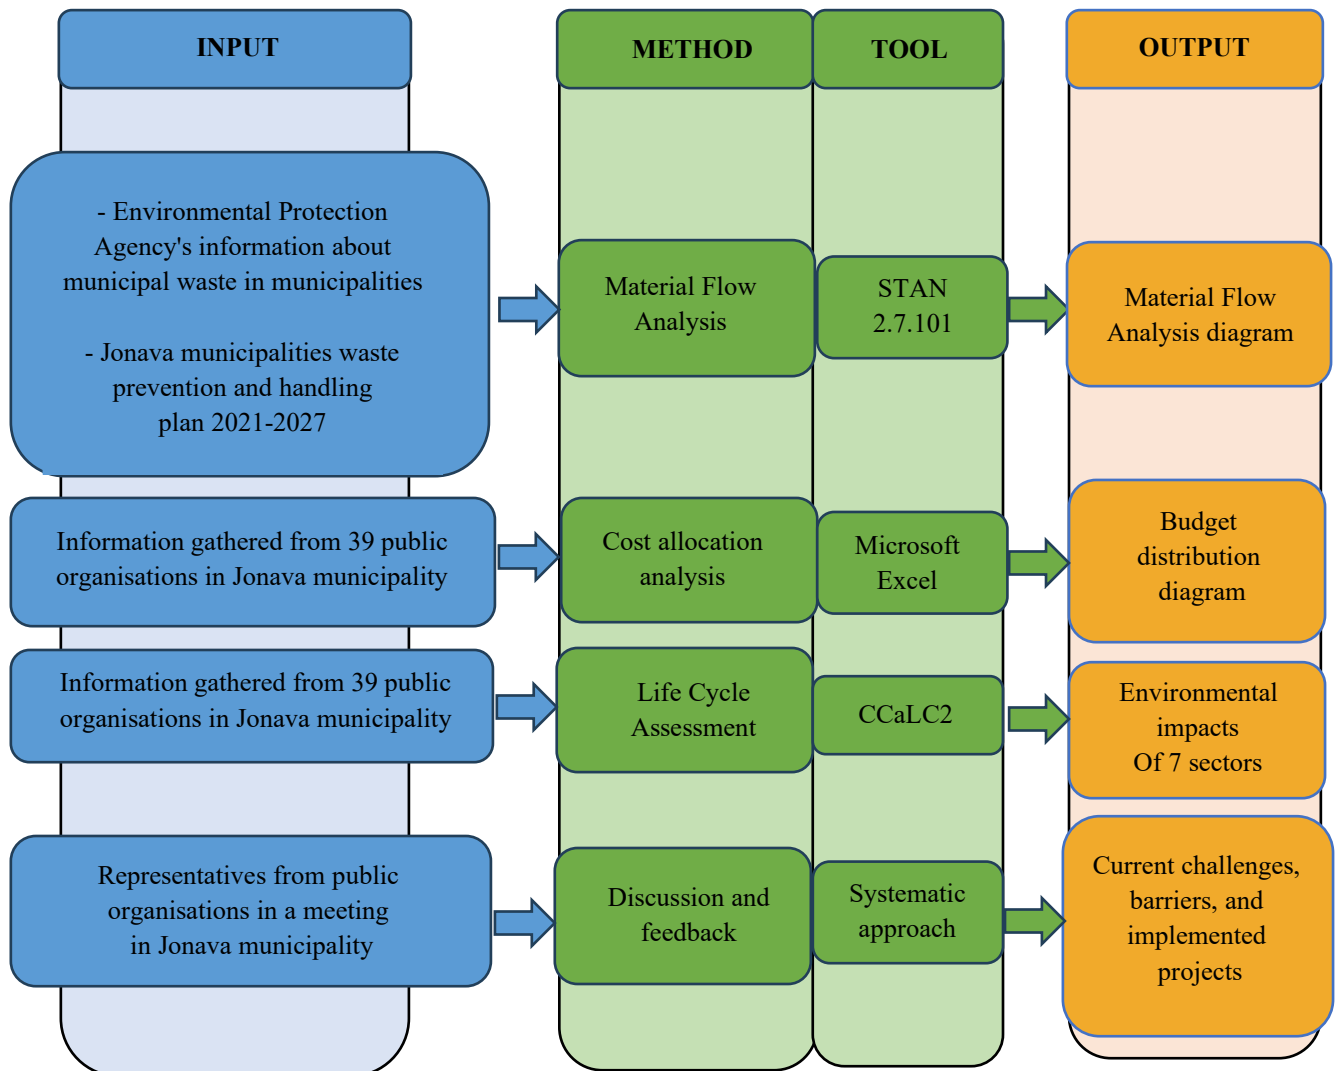 INPUT
METHOD
TOOL
OUTPUT
- Environmental Protection
Agency's information about
municipal waste in municipalities
- Jonava municipalities waste
prevention and handling
plan 2021-2027
Material Flow
Analysis
STAN
2.7.101
Material Flow
Analysis diagram
Information gathered from 39 public
organisations in Jonava municipality
Cost allocation
analysis
Microsoft
Excel
Budget
distribution
diagram
Information gathered from 39 public
organisations in Jonava municipality
Life Cycle
Assessment
CCaLC2
Environmental
impacts
Of 7 sectors
Representatives from public
organisations in a meeting
in Jonava municipality
Discussion and
feedback
Systematic
approach
Current challenges,
barriers, and
implemented
projects